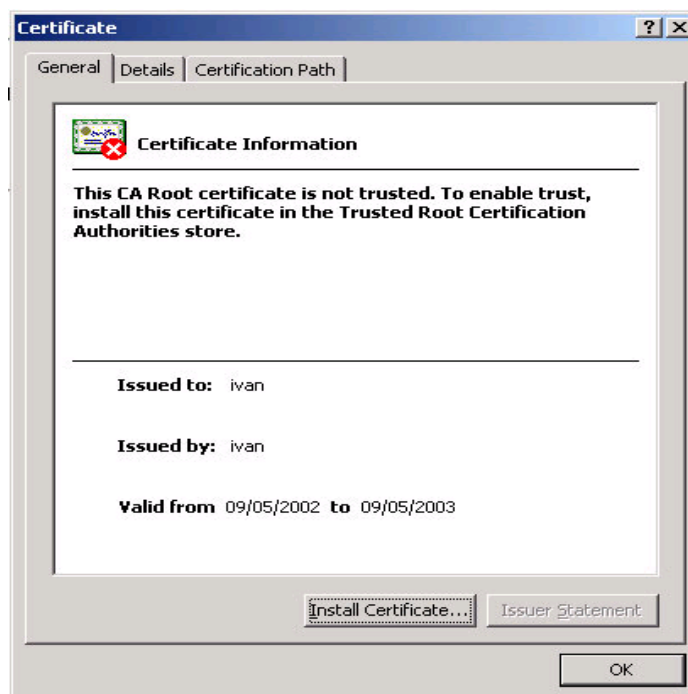 Certificate
General Details Certification Path
Certificate Information
This CA Root certificate is not trusted. To enable trust,
install this certificate in the Trusted Root Certification
Authorities store.
Issued to: ivan
Issued by: ivan
Valid from 09/05/2002 to 09/05/2003
Install Certificate... Issuer Statement
OK